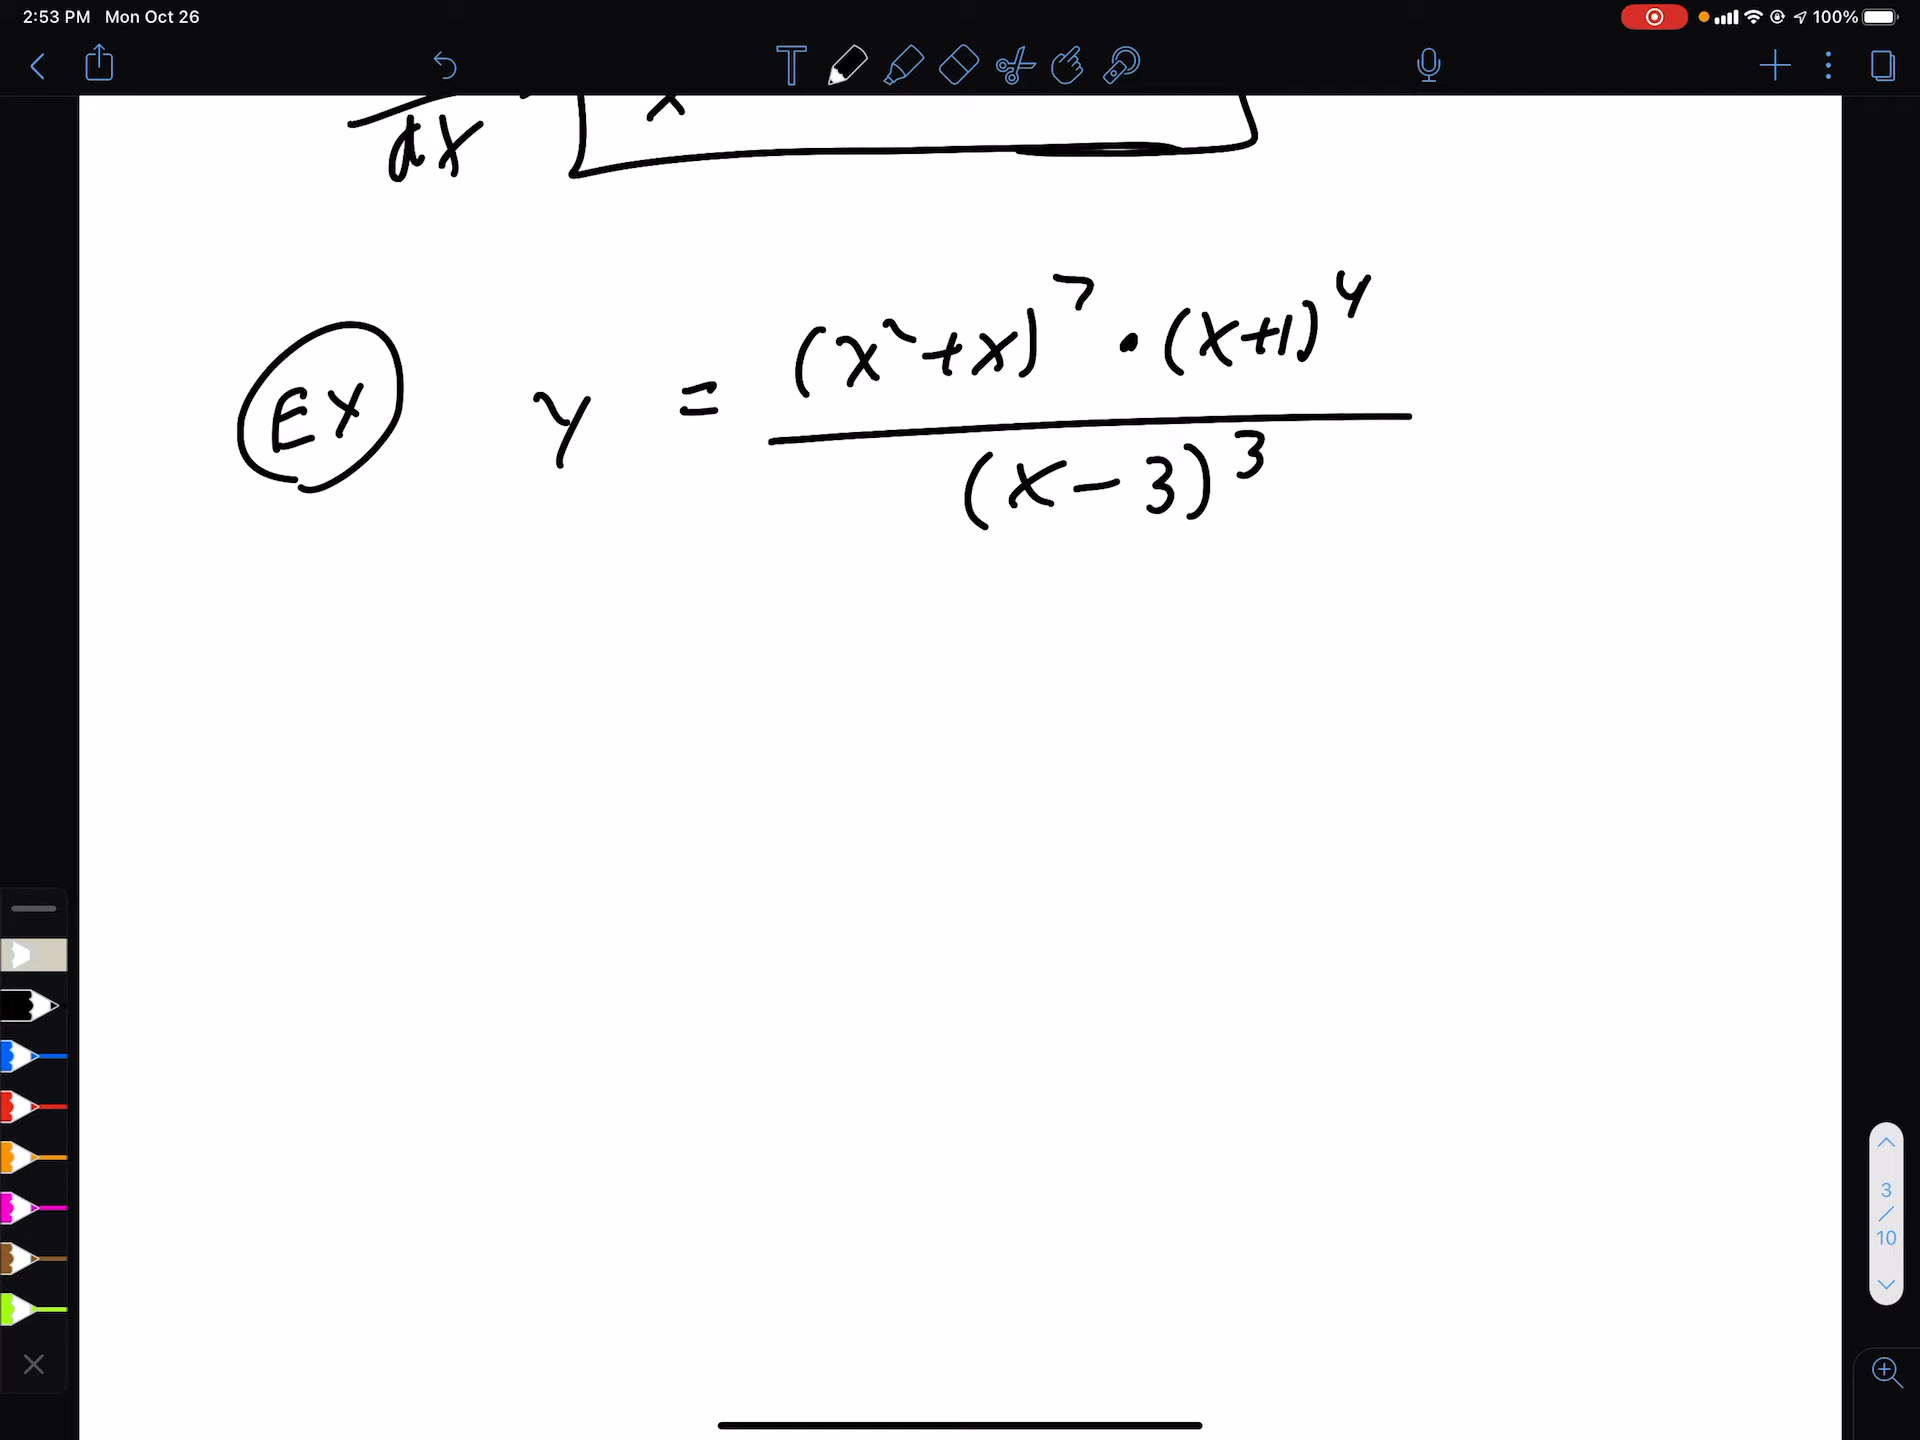 2:53 PM Mon Oct 26
100%
T
dx
x
Ex y = (x²+x)⁷ · (x+1)⁴
(x-3)³
3
/
10